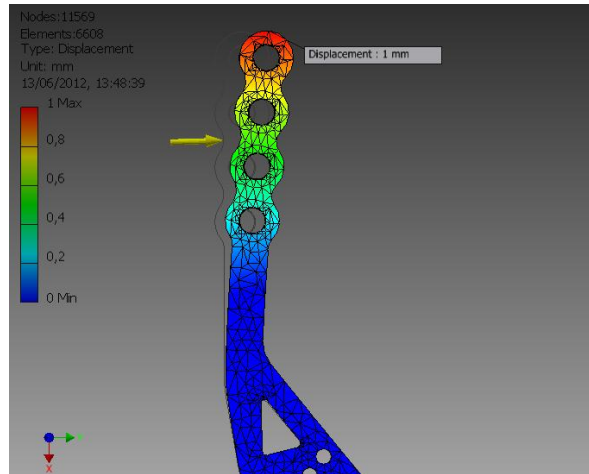 Nodes:11569
Elements:6608
Type: Displacement
Unit: mm
13/06/2012, 13:48:39
1 Max
0,8
0,6
0,4
0,2
0 Min
Displacement : 1 mm
X